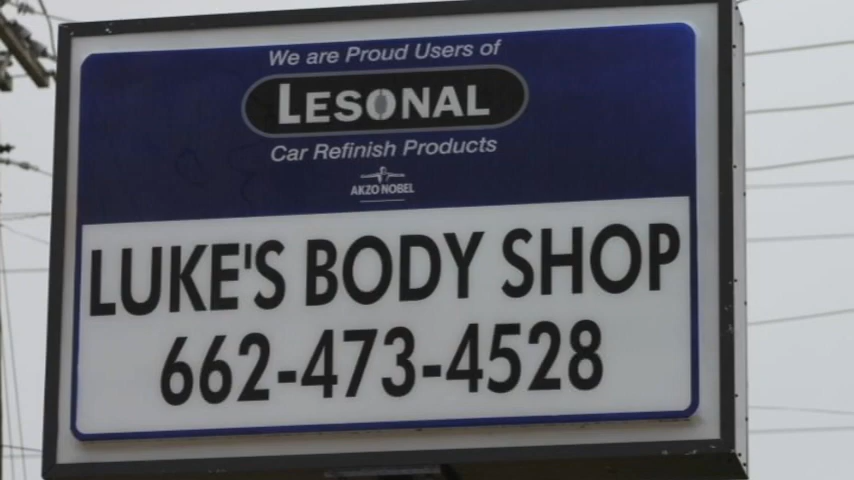 We are Proud Users of
LESONAL
Car Refinish Products
AKZO NOBEL
LUKE'S BODY SHOP
662-473-4528